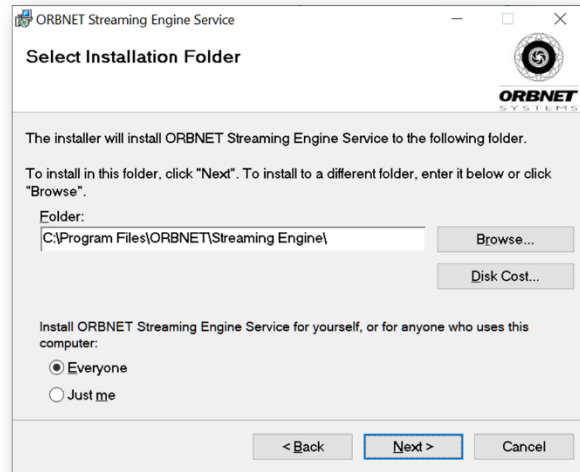 ORBNET Streaming Engine Service
Select Installation Folder
ORBNET
SYSTEMS
The installer will install ORBNET Streaming Engine Service to the following folder.
To install in this folder, click "Next". To install to a different folder, enter it below or click
"Browse".
Folder:
C:\Program Files\ORBNET\Streaming Engine\
Browse...
Disk Cost...
Install ORBNET Streaming Engine Service for yourself, or for anyone who uses this
computer:
Everyone
Just me
< Back
Next >
Cancel